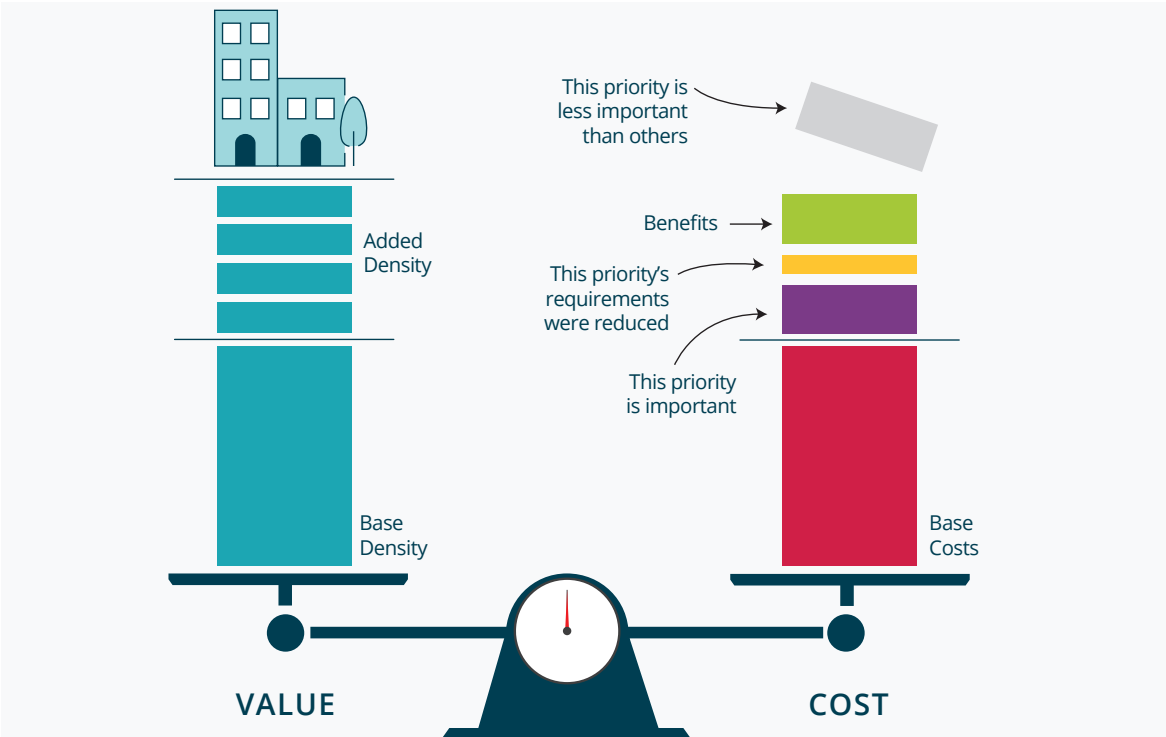 This priority is
less important
than others
Benefits
Added
Density
This priority’s
requirements
were reduced
This priority
is important
Base
Density
Base
Costs
VALUE
COST